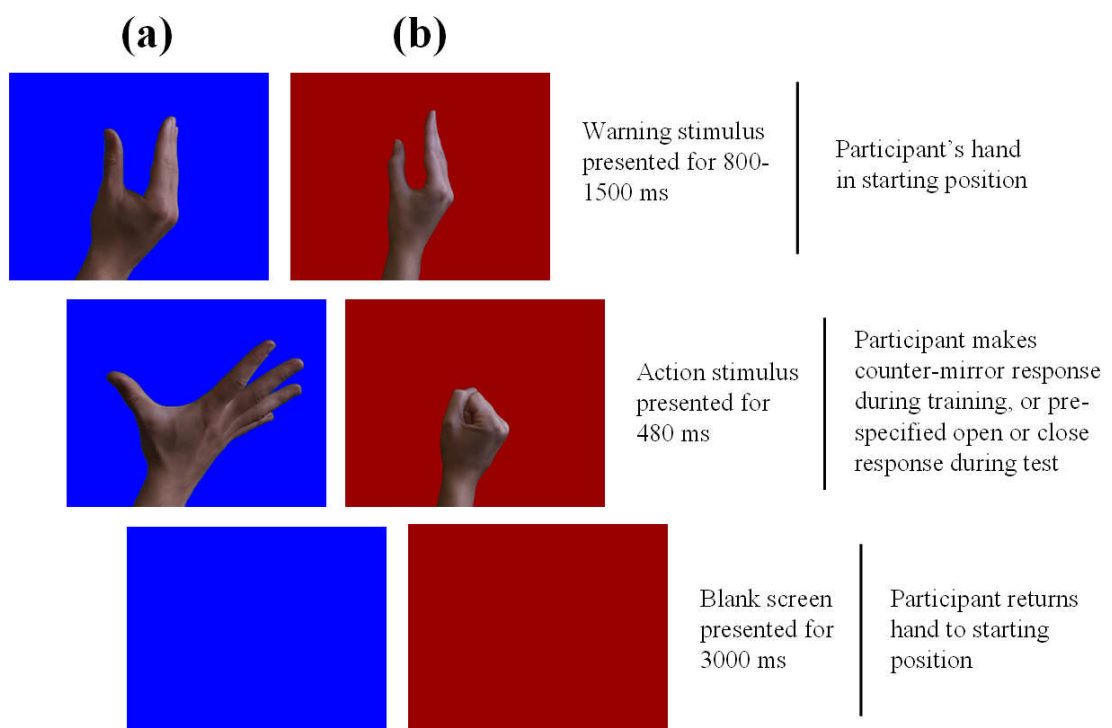 (a)
(b)
Warning stimulus
presented for 800-
1500 ms
Participant's hand
in starting position
Action stimulus
presented for
480 ms
Participant makes
counter-mirror response
during training, or pre-
specified open or close
response during test
Blank screen
presented for
3000 ms
Participant returns
hand to starting
position